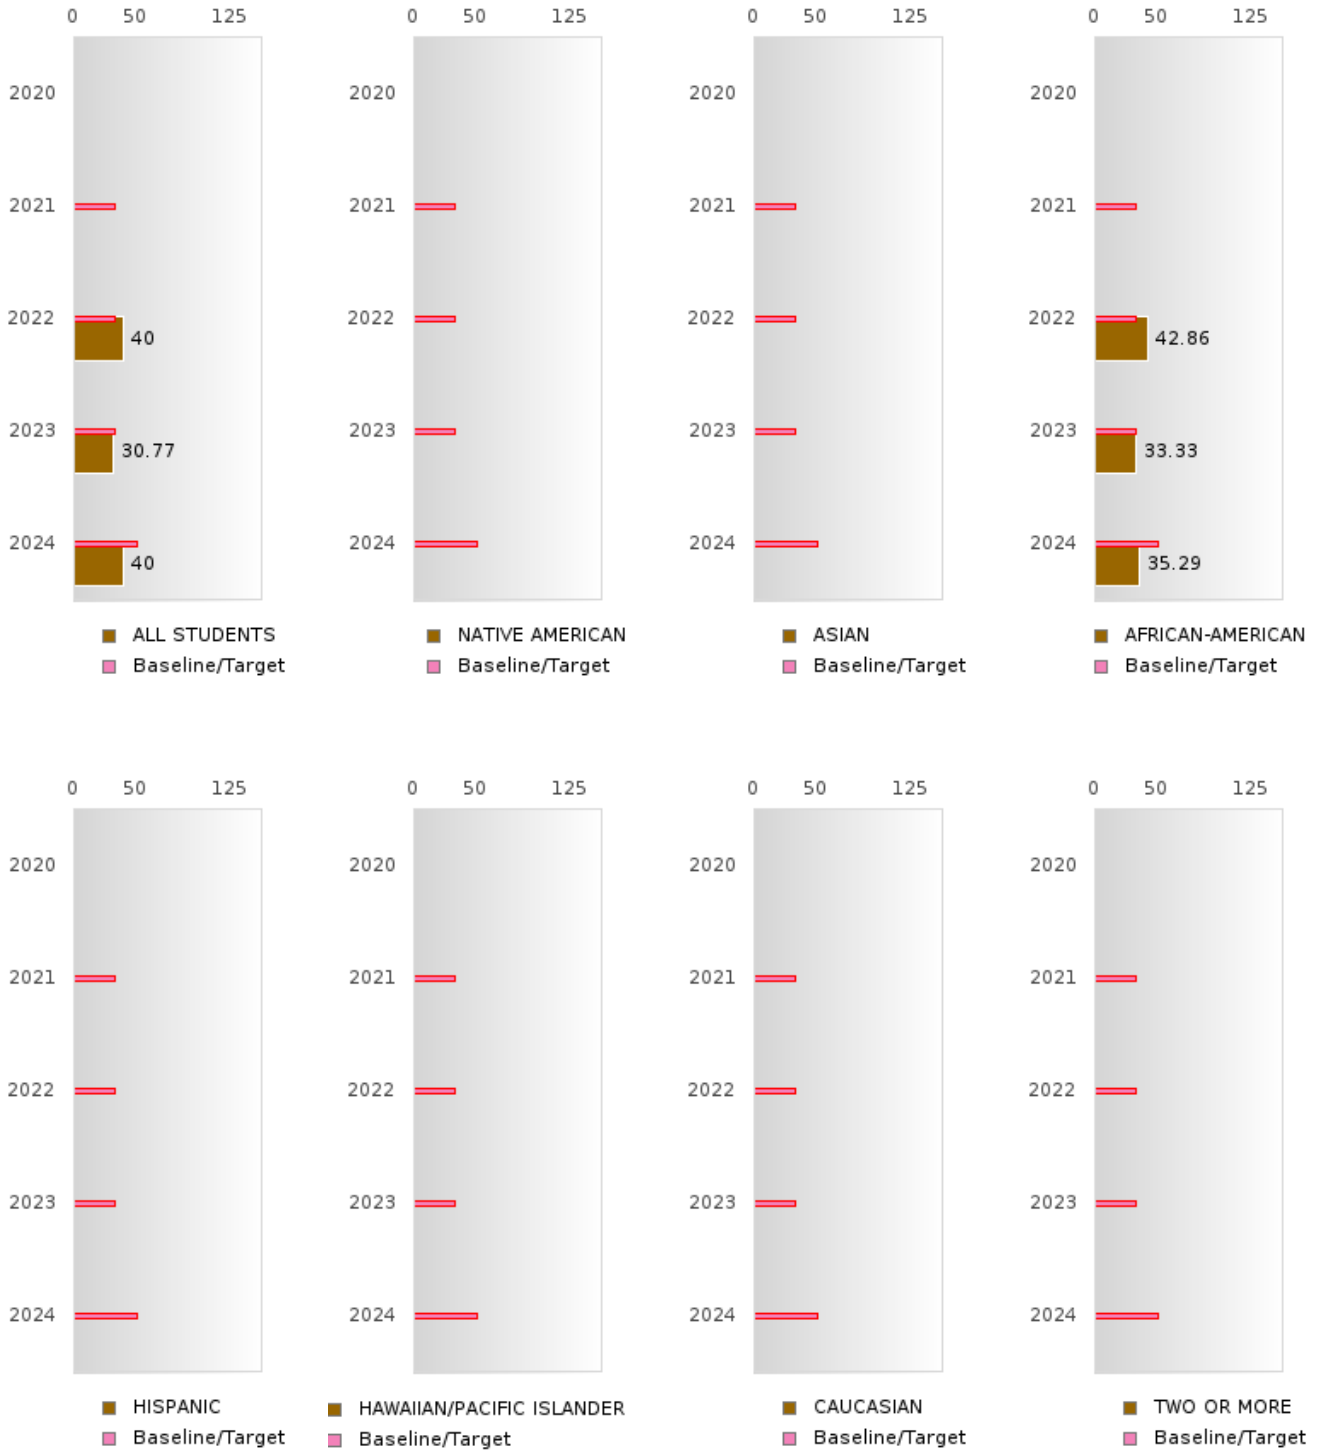 0 50 125 0 50 125 0 50 125 0 50 125
2020 2020 2020 2020
2021 2021 2021 2021
2022 2022 2022 2022
40 42.86
2023 2023 2023 2023
30.77 33.33
2024 2024 2024 2024
40 35.29
ALL STUDENTS NATIVE AMERICAN ASIAN AFRICAN-AMERICAN
Baseline/Target Baseline/Target Baseline/Target Baseline/Target
0 50 125 0 50 125 0 50 125 0 50 125
2020 2020 2020 2020
2021 2021 2021 2021
2022 2022 2022 2022
2023 2023 2023 2023
2024 2024 2024 2024
HISPANIC HAWAIIAN/PACIFIC ISLANDER CAUCASIAN TWO OR MORE
Baseline/Target Baseline/Target Baseline/Target Baseline/Target